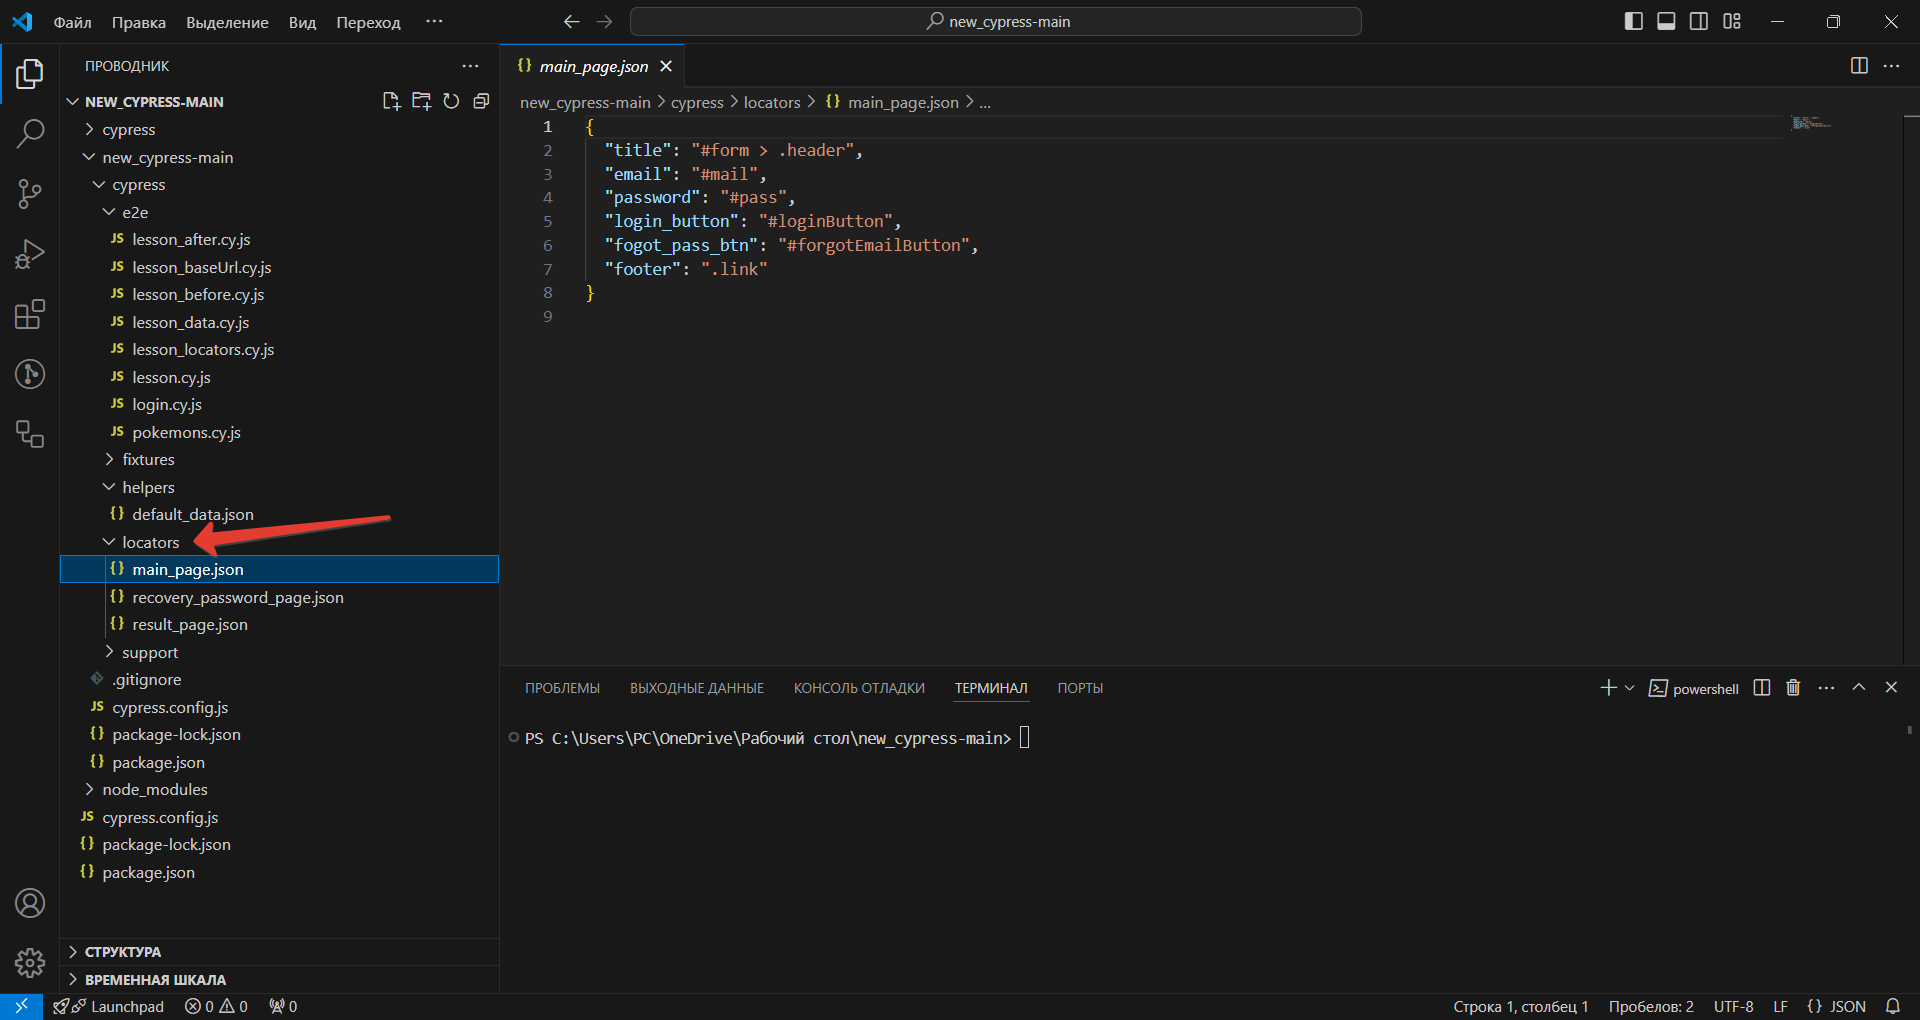 Файл Правка Выделение Вид Переход ··· new_cypress-main
ПРОВОДНИК
NEW_CYPRESS-MAIN
cypress
new_cypress-main
cypress
e2e
JS lesson_after.cy.js
JS lesson_baseUrl.cy.js
JS lesson_before.cy.js
JS lesson_data.cy.js
JS lesson_locators.cy.js
JS lesson.cy.js
JS login.cy.js
JS pokemons.cy.js
fixtures
helpers
{} default_data.json
locators
{} main_page.json
{} recovery_password_page.json
{} result_page.json
support
.gitignore
JS cypress.config.js
{} package-lock.json
{} package.json
node_modules
JS cypress.config.js
{} package-lock.json
{} package.json
СТРУКТУРА
ВРЕМЕННАЯ ШКАЛА
{} main_page.json
new_cypress-main > cypress > locators > {} main_page.json > ...
1 {
2 "title": "#form > .header",
3 "email": "#mail",
4 "password": "#pass",
5 "login_button": "#loginButton",
6 "fogot_pass_btn": "#forgotEmailButton",
7 "footer": ".link"
8 }
9
ПРОБЛЕМЫ ВЫХОДНЫЕ ДАННЫЕ КОНСОЛЬ ОТЛАДКИ ТЕРМИНАЛ ПОРТЫ powershell
PS C:\Users\PC\OneDrive\Рабочий стол\new_cypress-main>
Launchpad 0 0 0 Строка 1, столбец 1 Пробелов: 2 UTF-8 LF {} JSON